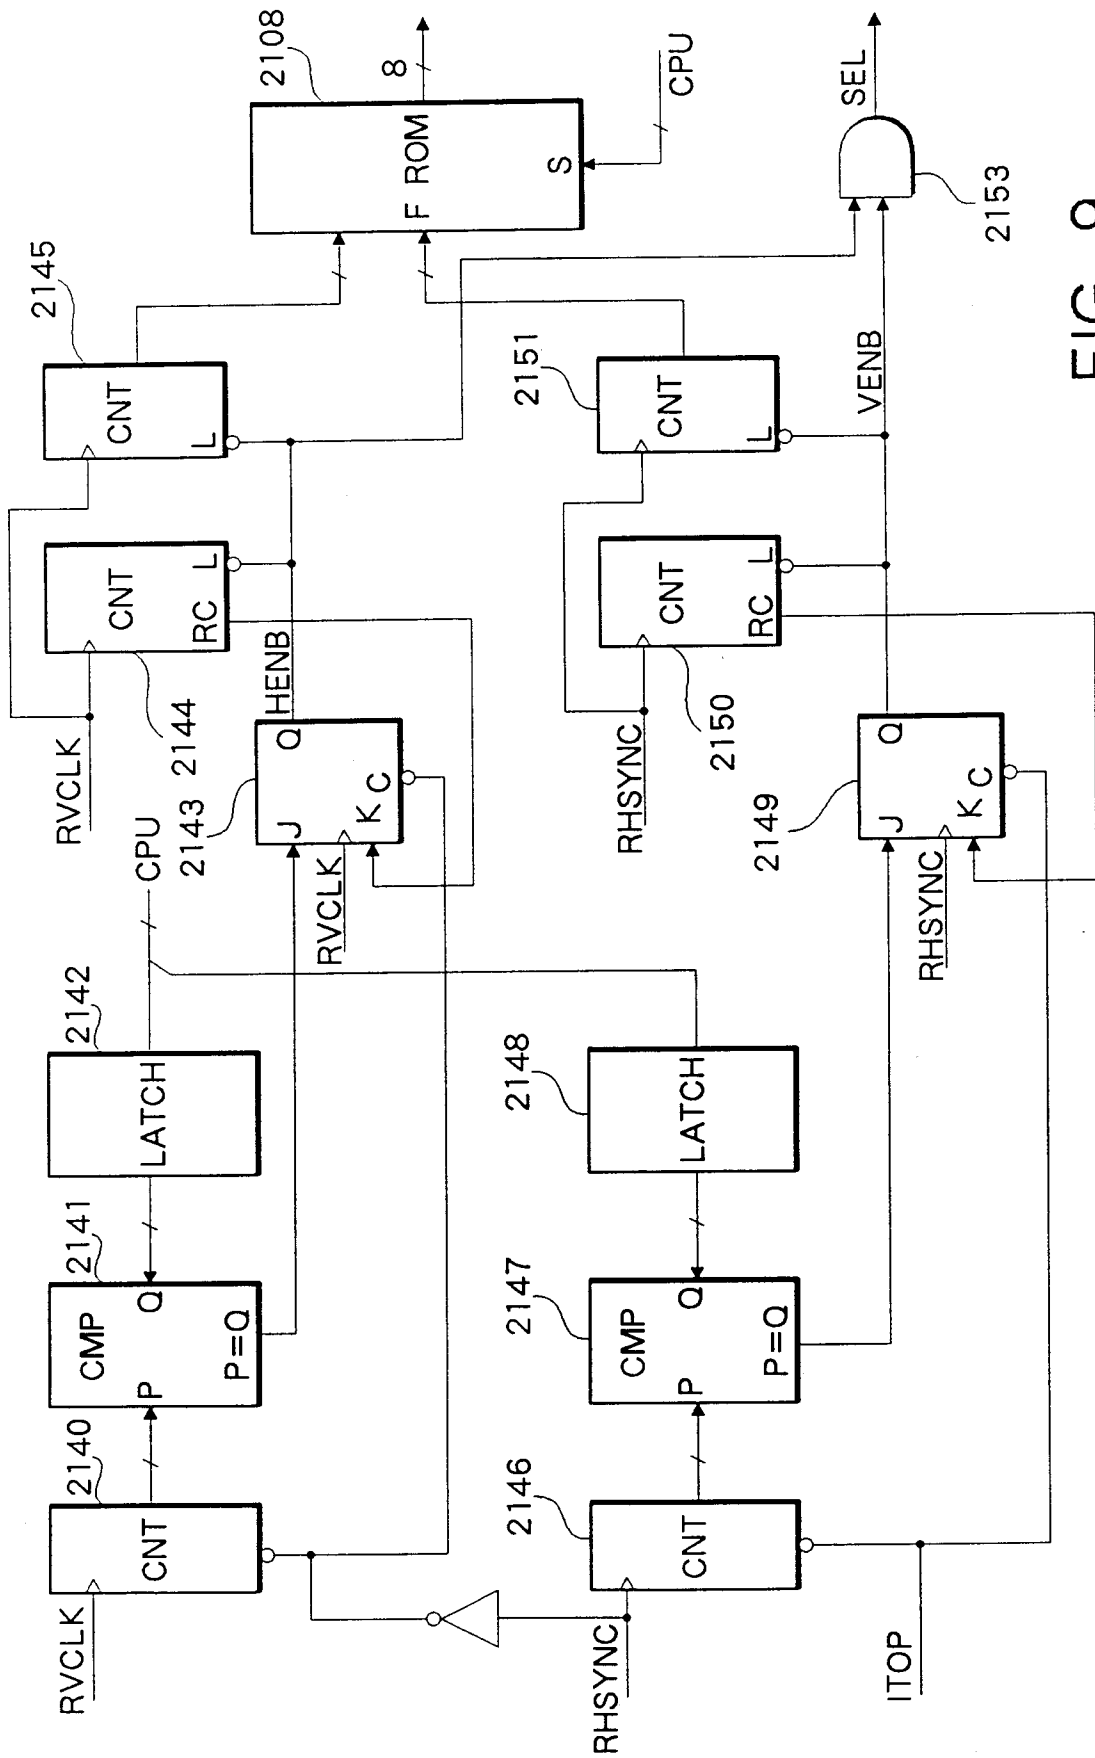 RVCLK
2140
CNT
2141
CMP
P
Q
P=Q
2142
LATCH
CPU
RVCLK
2143
J
Q
K
C
HENB
RVCLK
2144
CNT
RC
L
2145
CNT
L
2108
F ROM
S
8
CPU
RHSYNC
2146
CNT
ITOP
2147
CMP
P
Q
P=Q
2148
LATCH
RHSYNC
2149
J
Q
K
C
VENB
RHSYNC
2150
CNT
RC
L
2151
CNT
L
2153
SEL